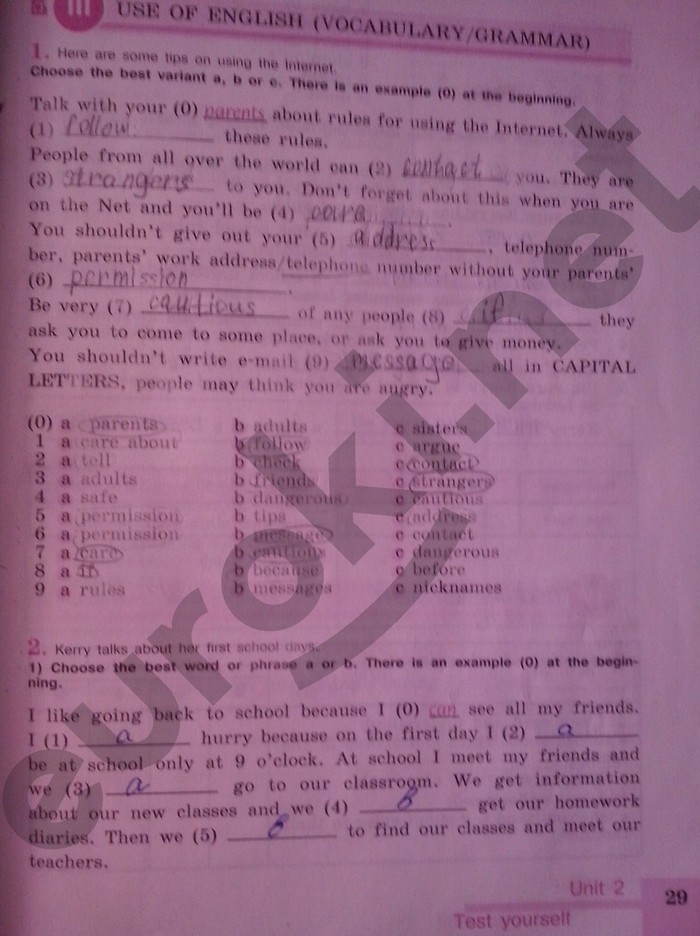 III USE OF ENGLISH (VOCABULARY/GRAMMAR)
1. Here are some tips on using the Internet.
Choose the best variant a, b or c. There is an example (0) at the beginning.
Talk with your (0) parents about rules for using the Internet. Always
(1) follow these rules.
People from all over the world can (2) contact you. They are
(3) strangers to you. Don't forget about this when you are
on the Net and you'll be (4)
You shouldn't give out your (5) address, telephone num-
ber, parents' work address/telephone number without your parents'
(6) permission.
Be very (7) cautious of any people (8) if they
ask you to come to some place, or ask you to give money.
You shouldn't write e-mail (9) message all in CAPITAL
LETTERS, people may think you are angry.
(0) a parents b adults c sisters
1 a care about b follow c argue
2 a tell b check c contact
3 a adults b friends c strangers
4 a safe b dangerous c cautious
5 a permission b tips c address
6 a permission b message c contact
7 a care b cautious c dangerous
8 a if b because c before
9 a rules b messages c nicknames
2. Kerry talks about her first school days.
1) Choose the best word or phrase a or b. There is an example (0) at the begin-
ning.
I like going back to school because I (0) can see all my friends.
I (1) a hurry because on the first day I (2) a
be at school only at 9 o'clock. At school I meet my friends and
we (3) a go to our classroom. We get information
about our new classes and we (4) b get our homework
diaries. Then we (5) b to find our classes and meet our
teachers.
Unit 2
29
Test yourself
euroki.net